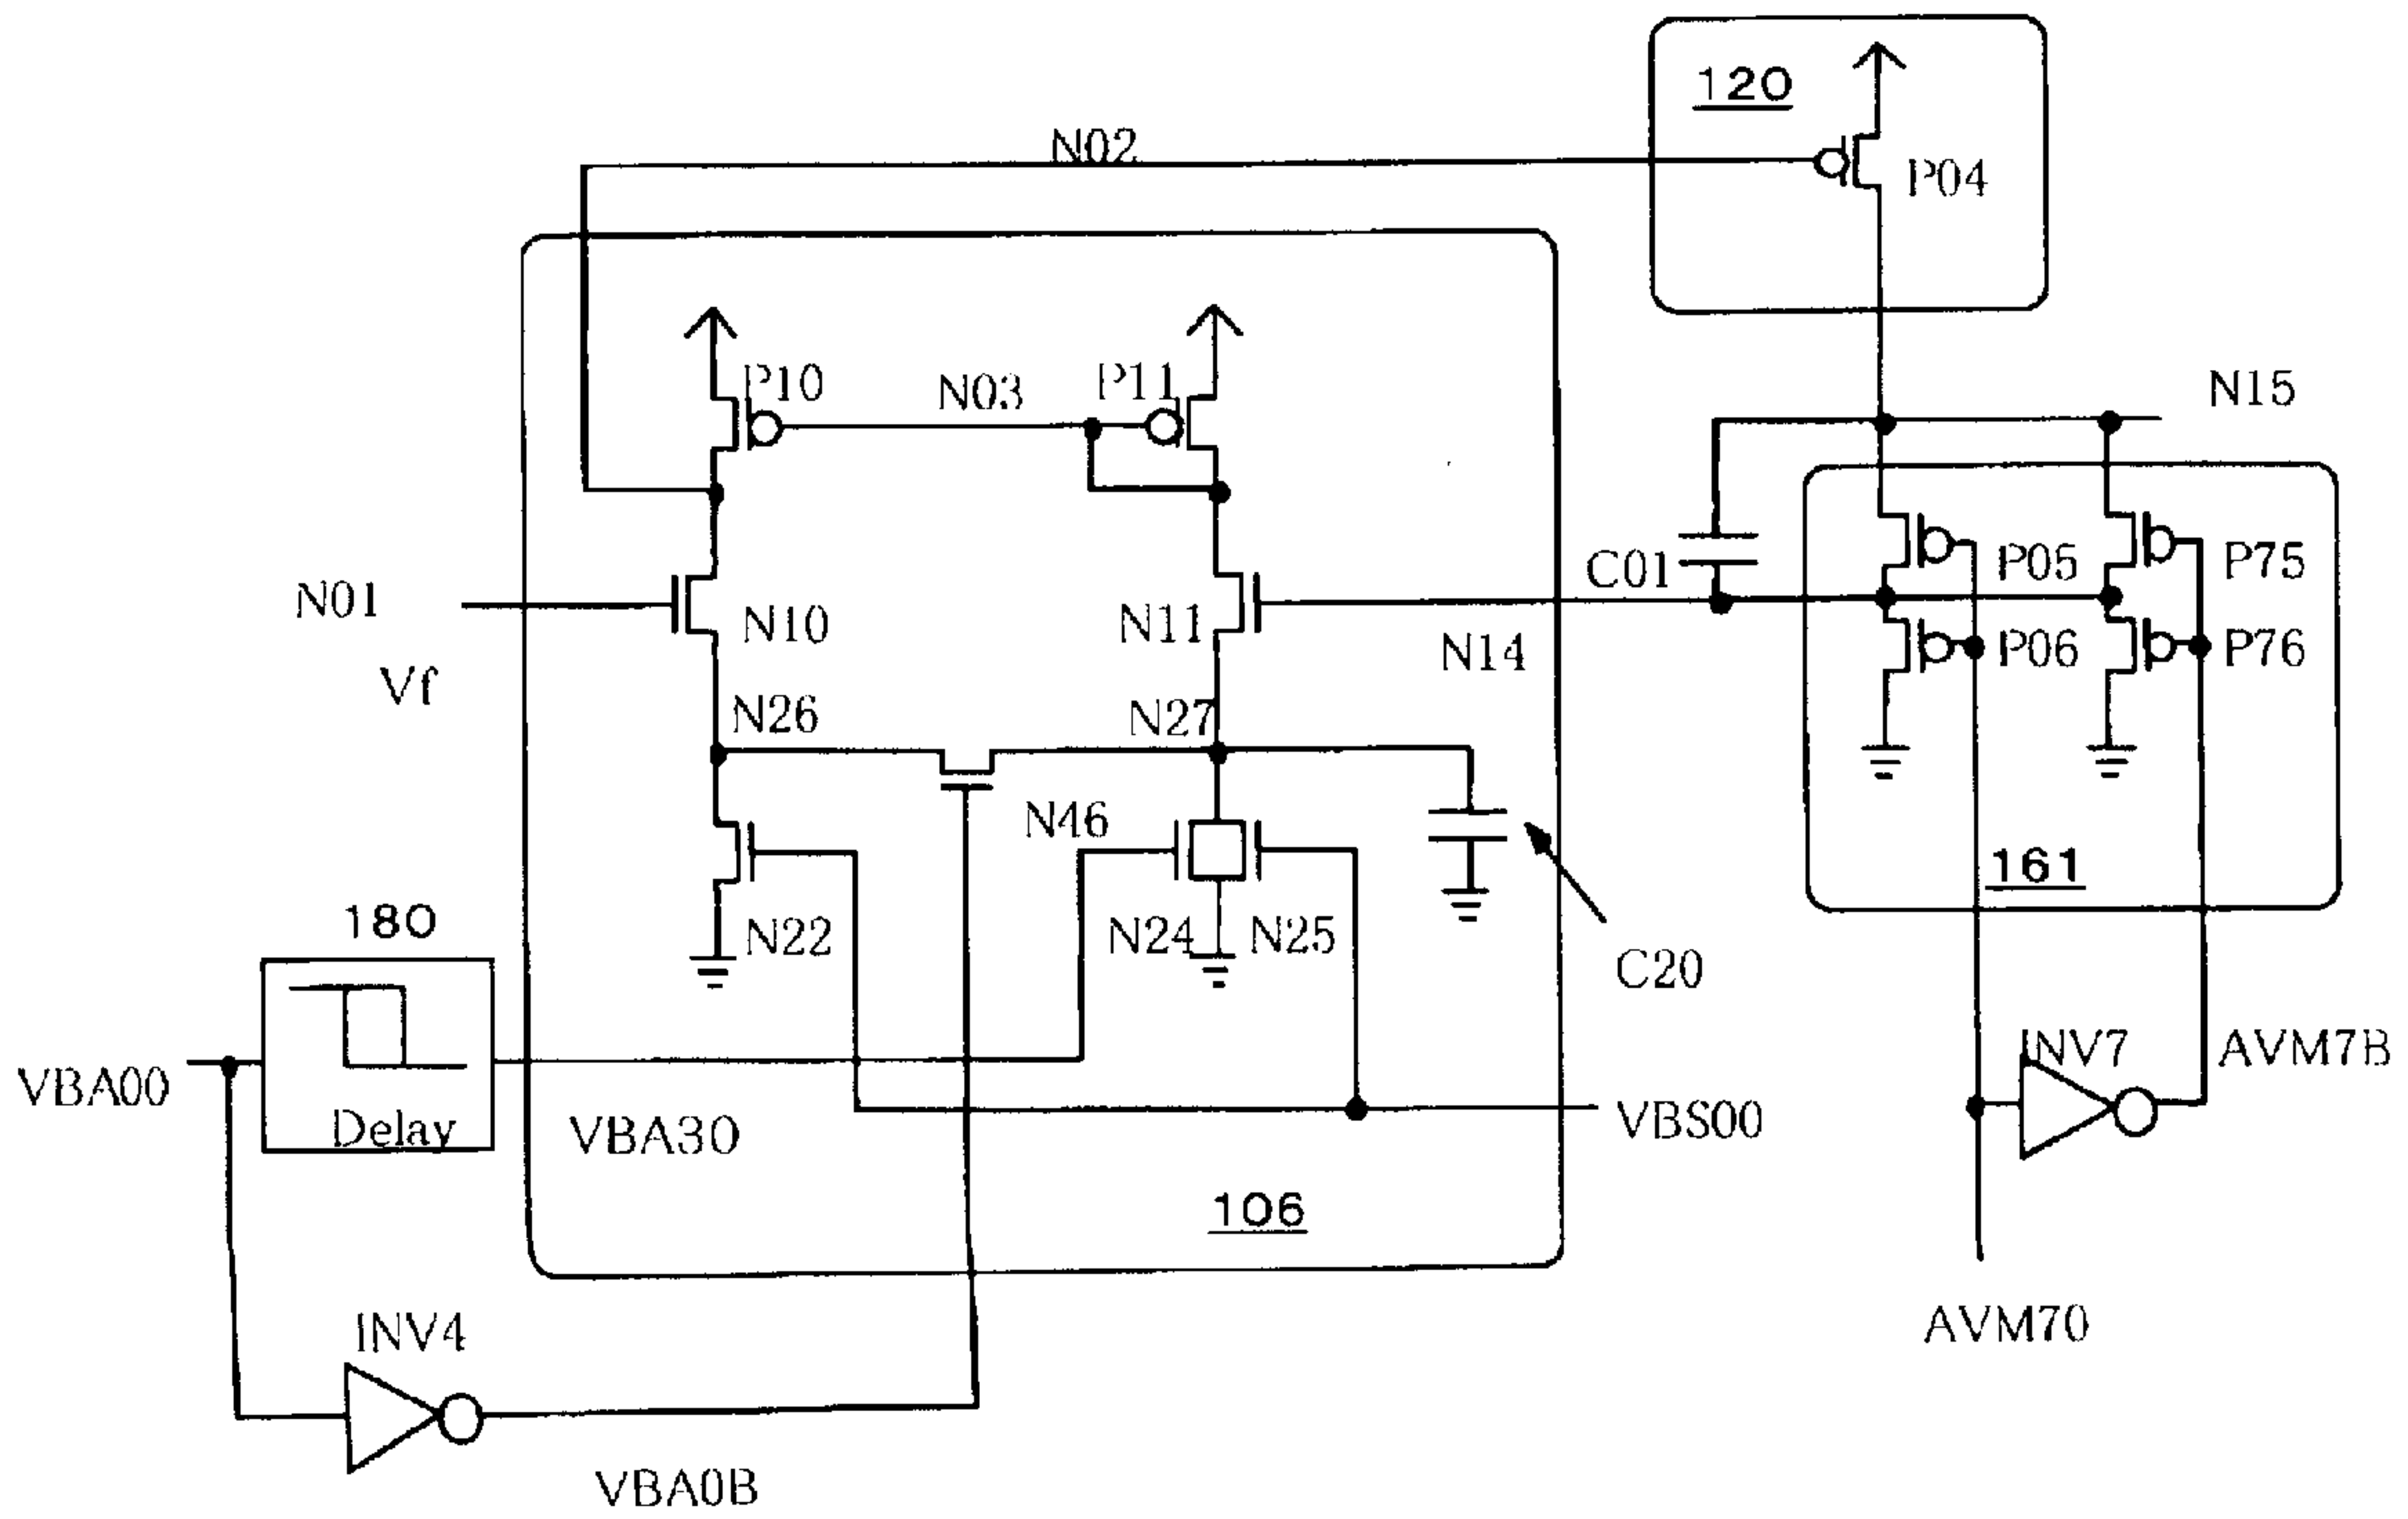 120
N02
P04
P10
N03
P11
N15
N01
N10
N11
C01
P05
P75
N14
P06
P76
Vf
N26
N27
N46
161
180
N22
N24
N25
C20
VBA00
Delay
VBA30
VBS00
INV7
AVM7B
106
INV4
AVM70
VBA0B